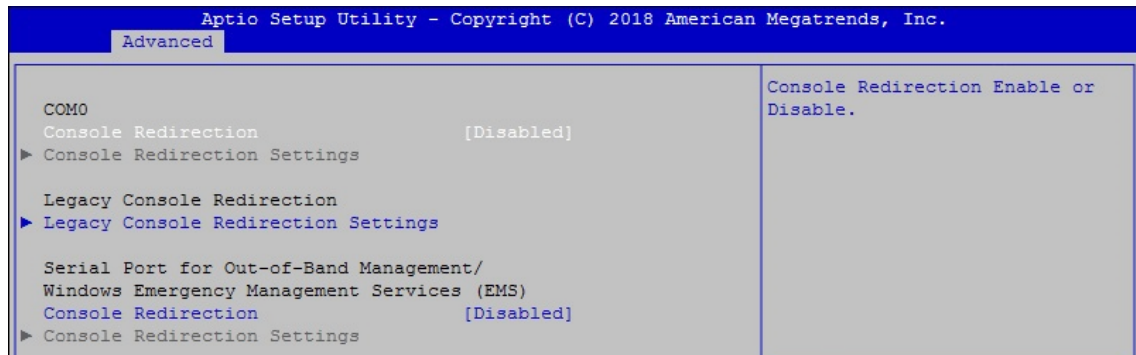 Aptio Setup Utility - Copyright (C) 2018 American Megatrends, Inc.
Advanced
COM0
Console Redirection [Disabled]
Console Redirection Settings
Legacy Console Redirection
Legacy Console Redirection Settings
Serial Port for Out-of-Band Management/
Windows Emergency Management Services (EMS)
Console Redirection [Disabled]
Console Redirection Settings
Console Redirection Enable or
Disable.